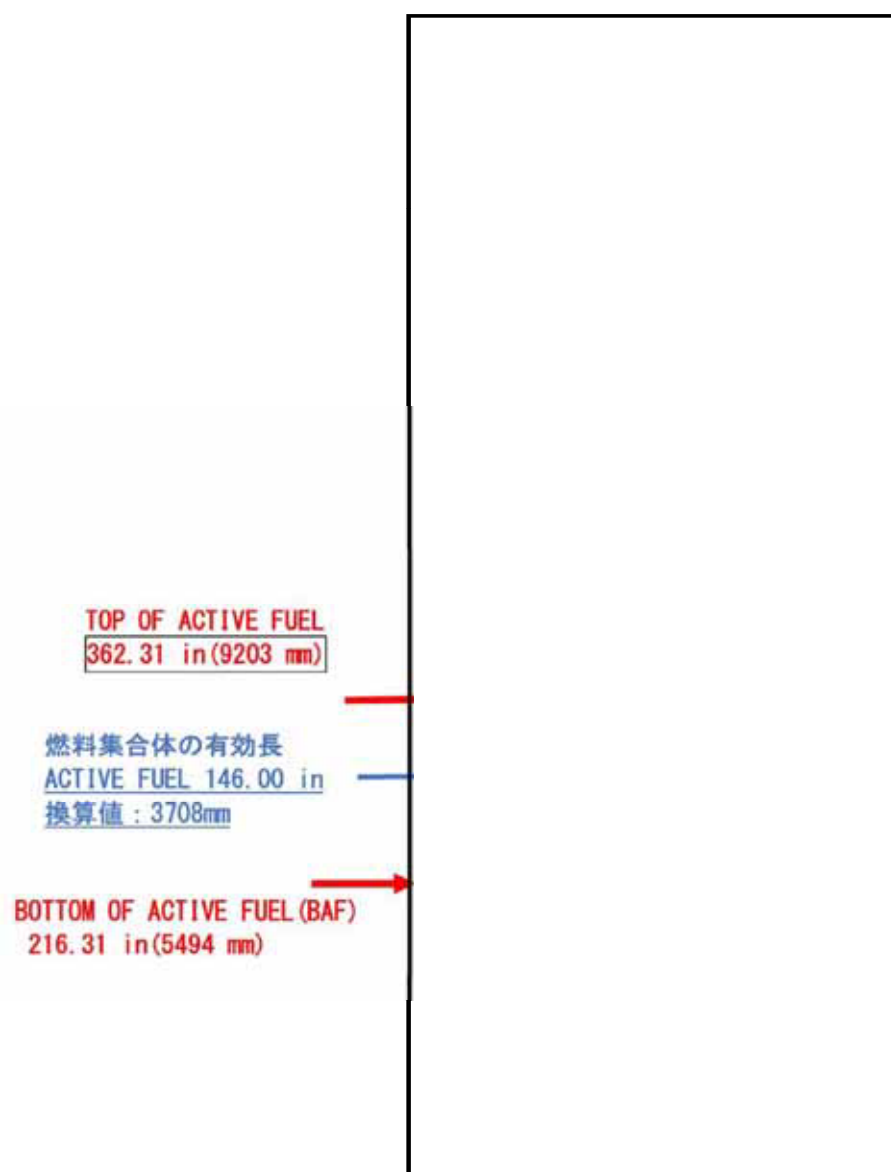 TOP OF ACTIVE FUEL
362.31 in(9203 mm)
燃料集合体の有効長
ACTIVE FUEL 146.00 in
換算値：3708mm
BOTTOM OF ACTIVE FUEL(BAF)
216.31 in(5494 mm)